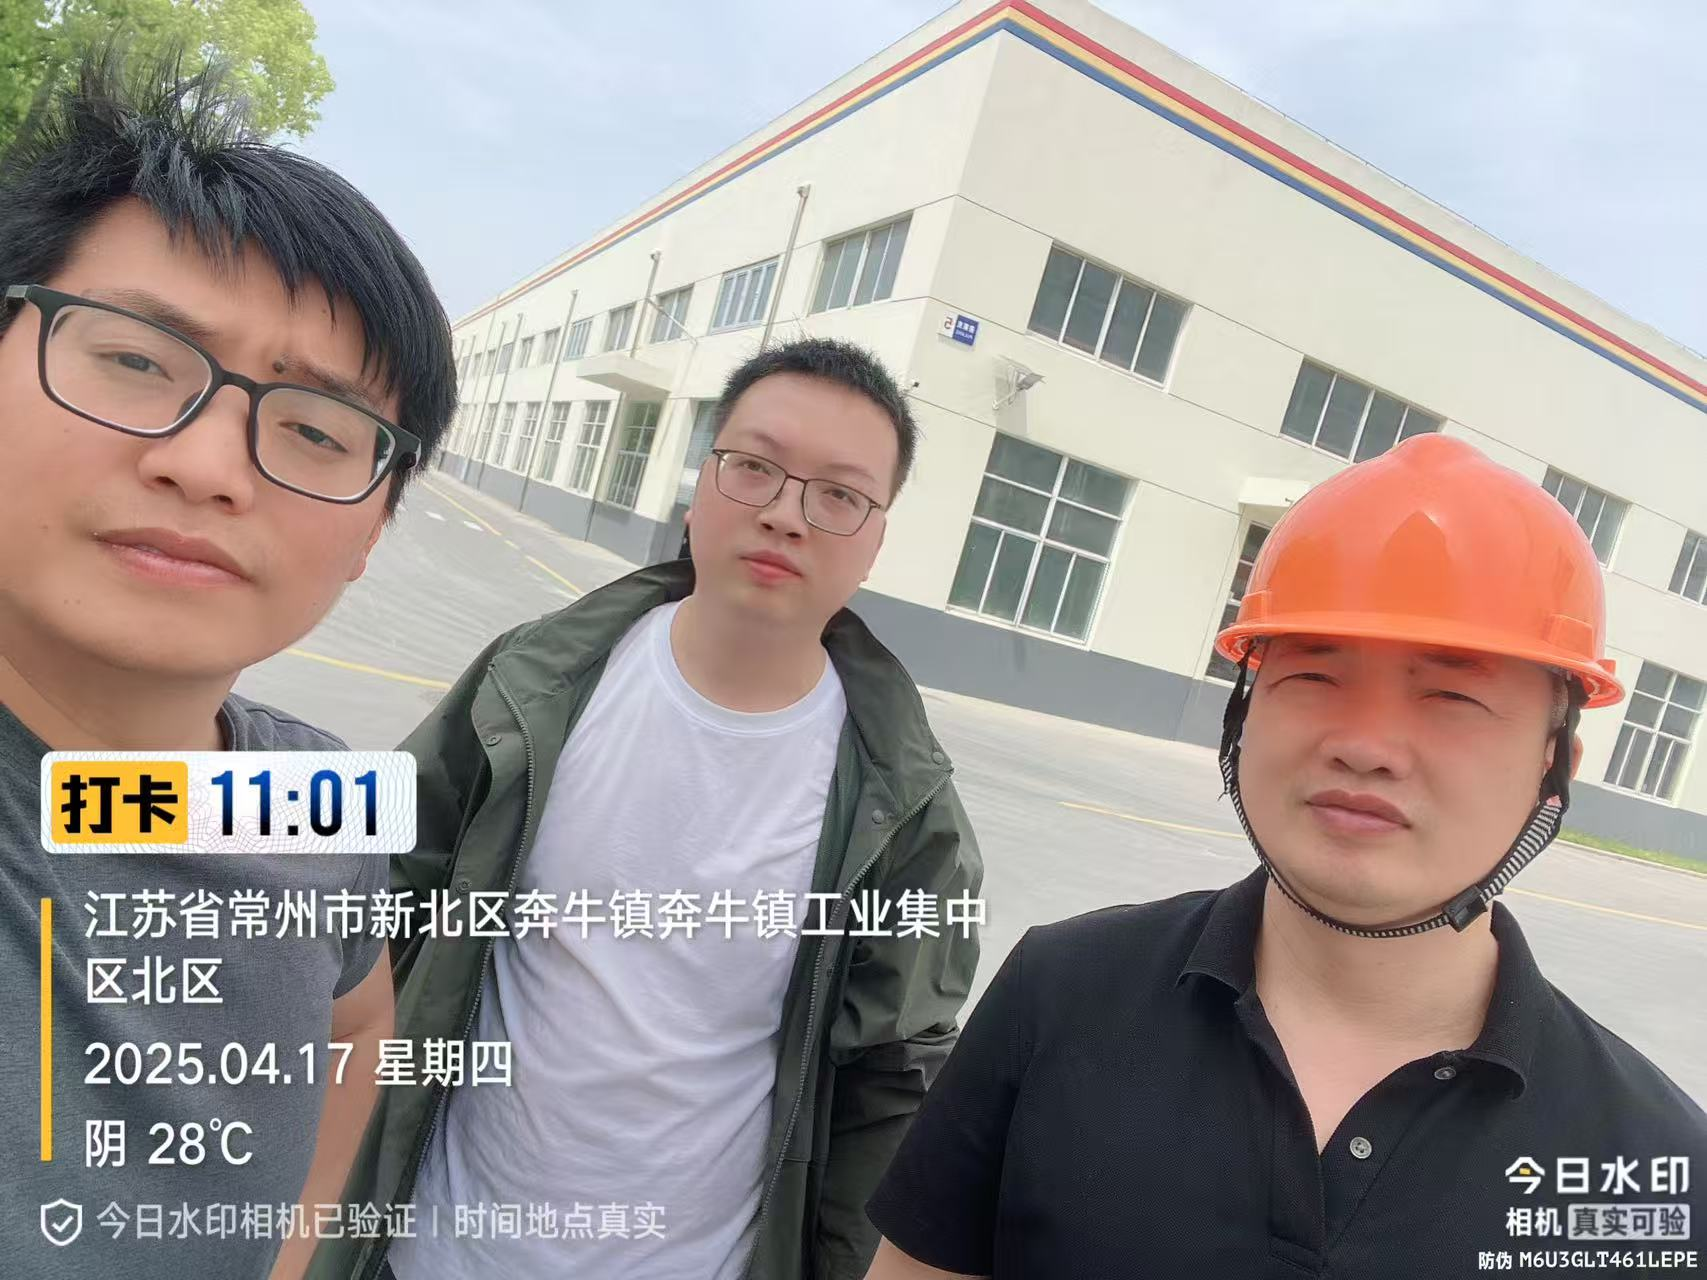 打卡 11:01
江苏省常州市新北区奔牛镇奔牛镇工业集中
区北区
2025.04.17 星期四
阴 28℃
今日水印相机已验证 | 时间地点真实
今日水印
相机 真实可验
防伪 M6U3GLT461LEPE